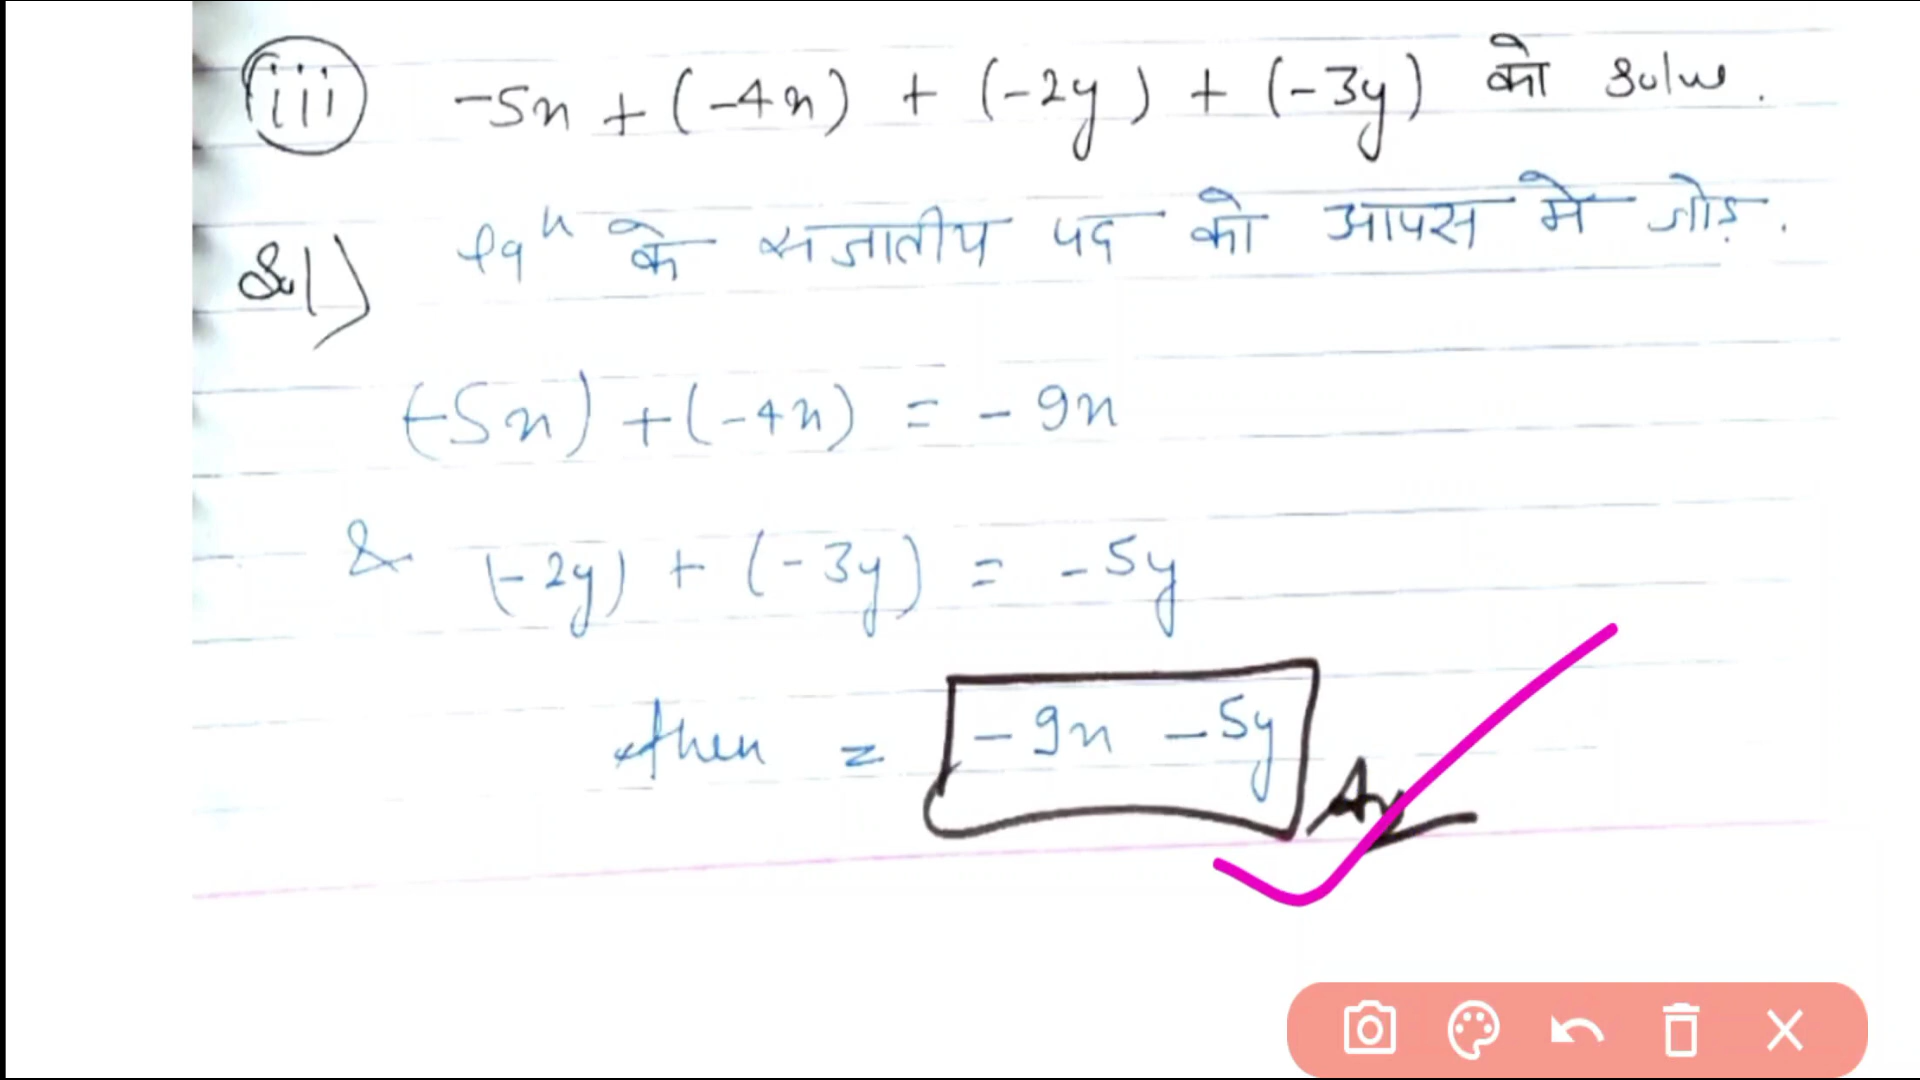 (iii) -5x + (-4x) + (-2y) + (-3y) को solve.
Sol) eqn के सजातीय पद को आपस में जोड़.
(-5x) + (-4x) = -9x
& (-2y) + (-3y) = -5y
then = -9x -5y Ans